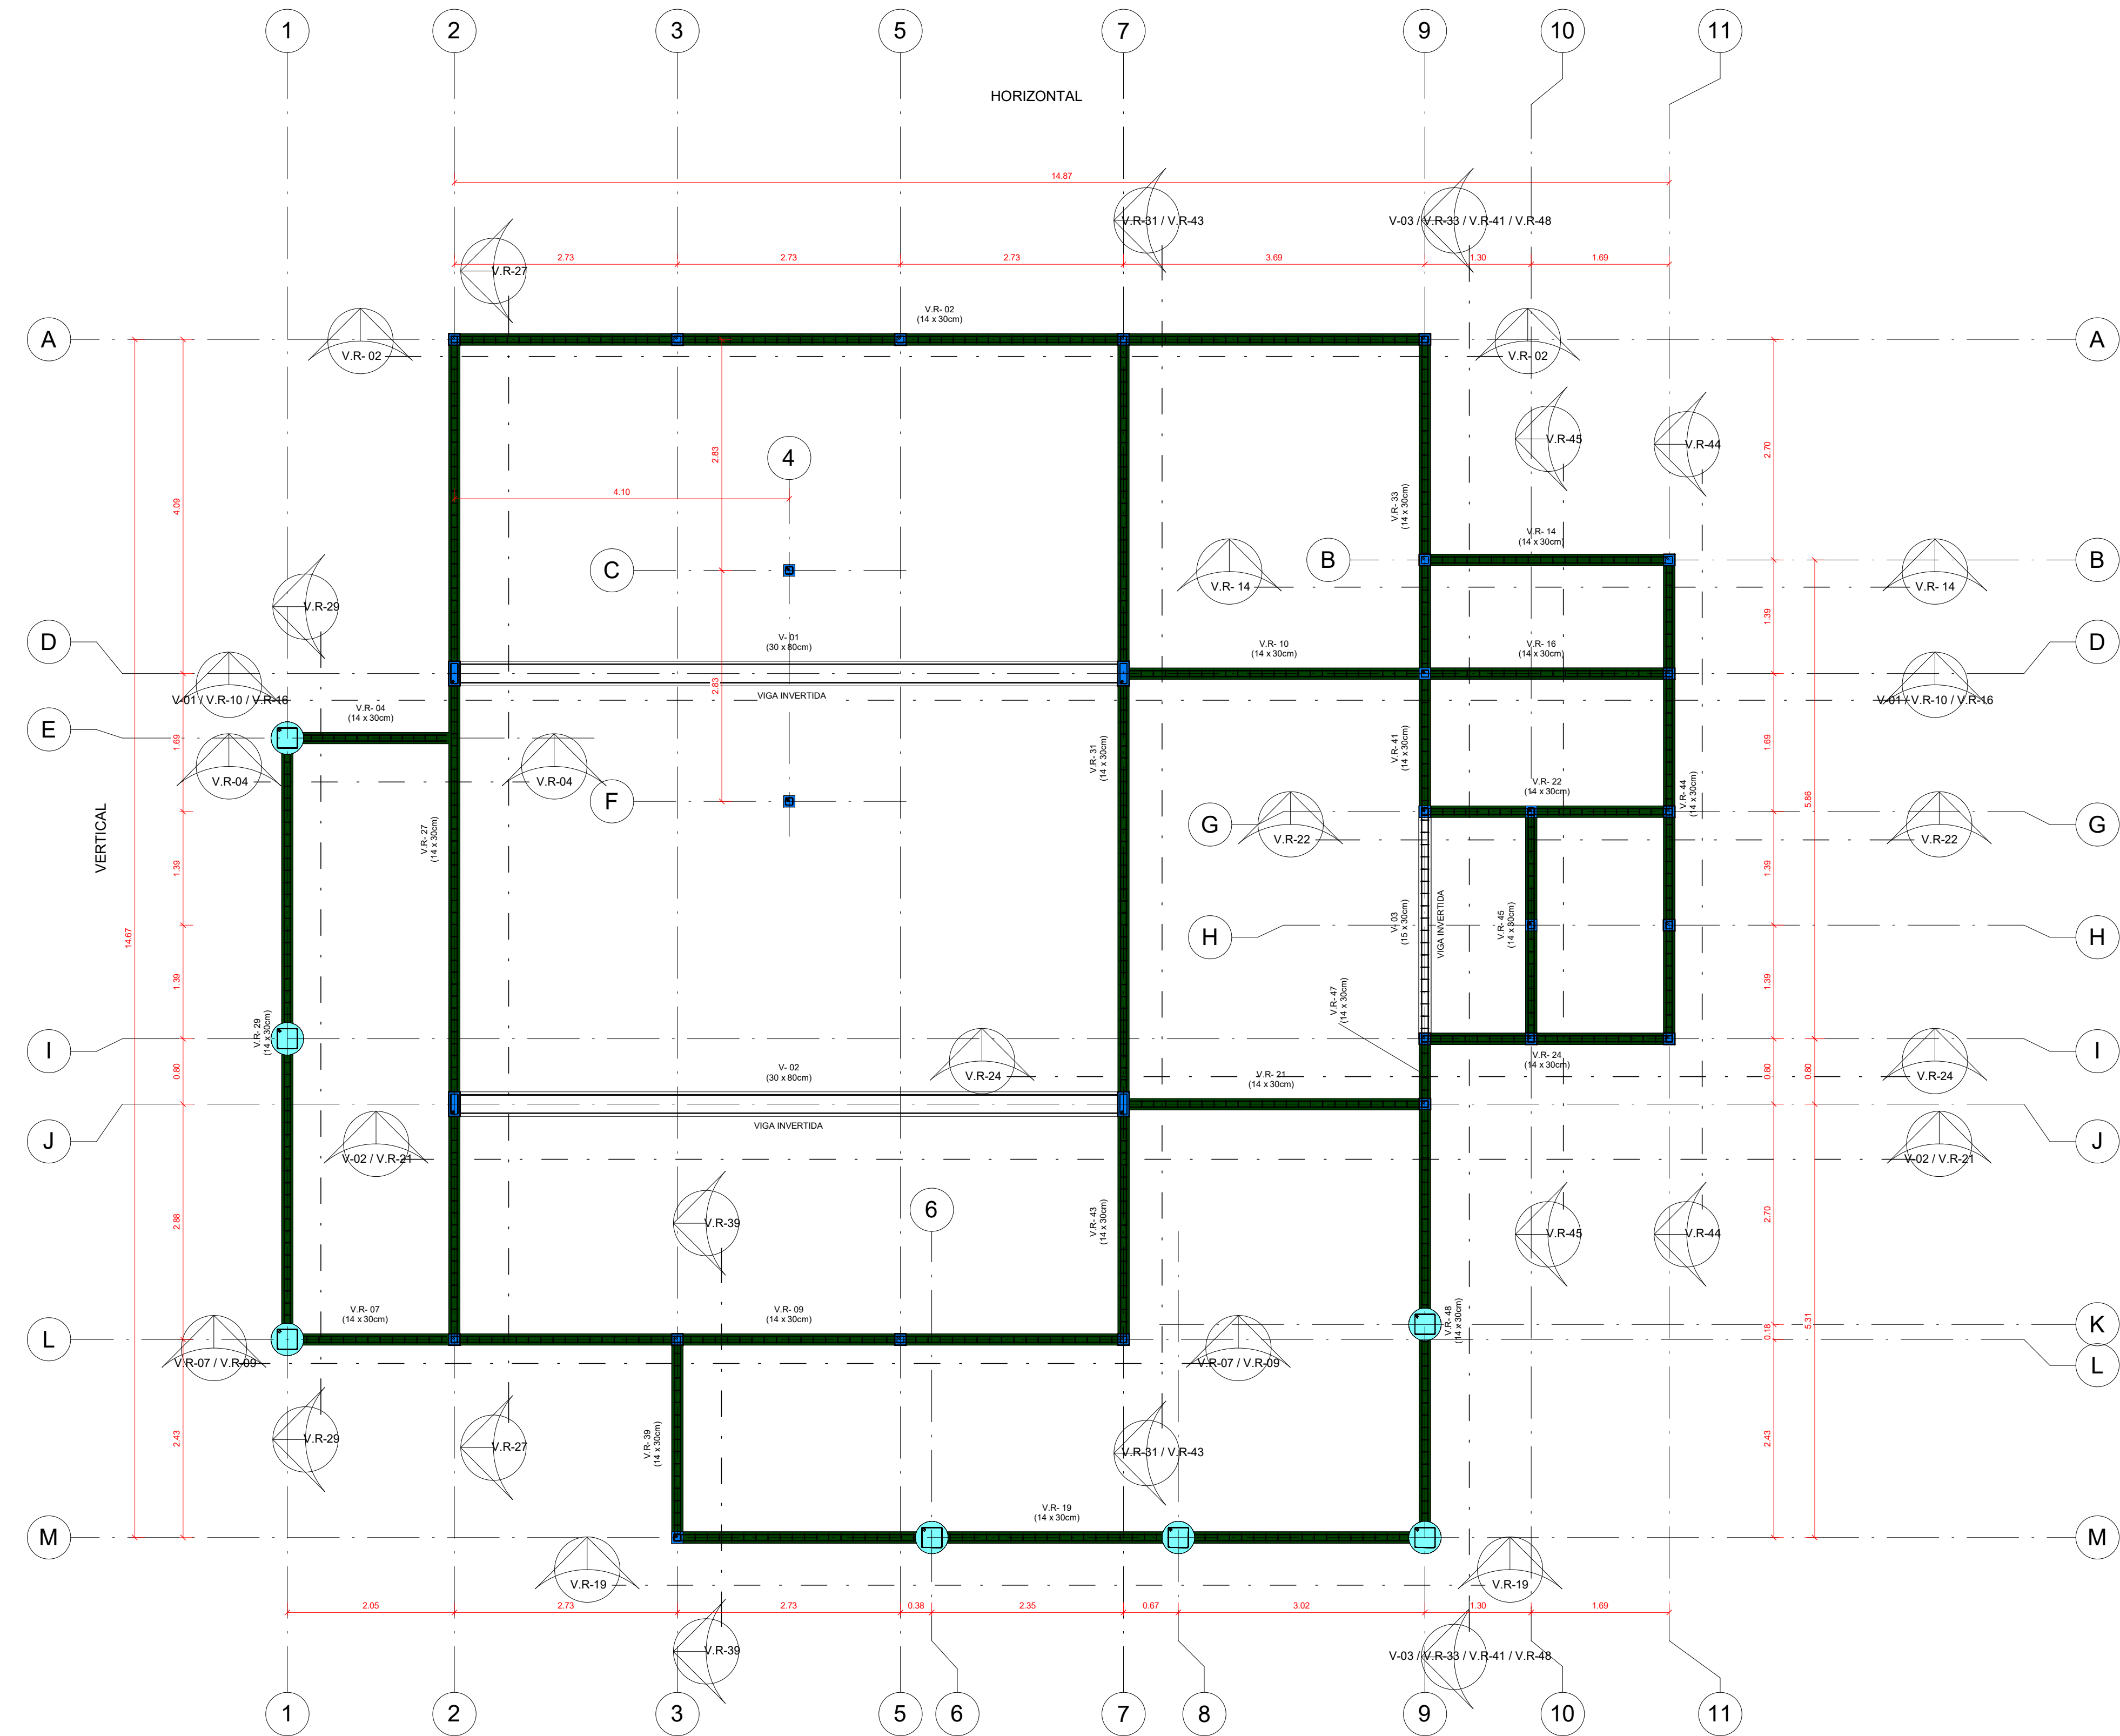 1
2
3
5
7
9
10
11
HORIZONTAL
14.87
V.R-31 / V.R-43
V-03 / V.R-33 / V.R-41 / V.R-48
2.73
2.73
2.73
3.69
1.30
1.69
V.R-27
V.R- 02
(14 x 30cm)
A
A
V.R- 02
V.R- 02
V.R-45
V.R-44
2.70
4
2.83
4.10
4.09
V.R- 33
(14 x 30cm)
V.R- 14
(14 x 30cm)
C
B
B
V.R- 14
V.R- 14
V.R-29
1.39
D
D
V- 01
(30 x 80cm)
V.R- 10
(14 x 30cm)
V.R- 16
(14 x 30cm)
2.83
VIGA INVERTIDA
V-01 / V.R-10 / V.R-16
V-01 / V.R-10 / V.R-16
V.R- 04
(14 x 30cm)
E
1.69
1.69
V.R- 31
(14 x 30cm)
V.R- 41
(14 x 30cm)
V.R-04
V.R-04
V.R- 22
(14 x 30cm)
V.R- 44
(14 x 30cm)
5.86
F
VERTICAL
V.R- 27
(14 x 30cm)
G
G
V.R-22
V.R-22
1.39
1.39
14.67
V- 03
(15 x 30cm)
VIGA INVERTIDA
V.R- 45
(14 x 30cm)
H
H
1.39
1.39
V.R- 47
(14 x 30cm)
V.R- 29
(14 x 30cm)
I
I
V- 02
(30 x 80cm)
V.R-24
V.R- 21
(14 x 30cm)
V.R- 24
(14 x 30cm)
V.R-24
0.80
0.80
0.80
VIGA INVERTIDA
J
J
V-02 / V.R-21
V-02 / V.R-21
6
V.R-39
V.R- 43
(14 x 30cm)
V.R-45
V.R-44
2.88
2.70
V.R- 07
(14 x 30cm)
V.R- 09
(14 x 30cm)
V.R- 48
(14 x 30cm)
5.31
0.18
K
L
L
V.R-07 / V.R-09
V.R-07 / V.R-09
V.R-29
V.R-27
V.R- 39
(14 x 30cm)
V.R-31 / V.R-43
2.43
2.43
V.R- 19
(14 x 30cm)
M
M
V.R-19
V.R-19
2.05
2.73
2.73
0.38
2.35
0.67
3.02
1.30
1.69
V.R-39
V-03 / V.R-33 / V.R-41 / V.R-48
1
2
3
5
6
7
8
9
10
11